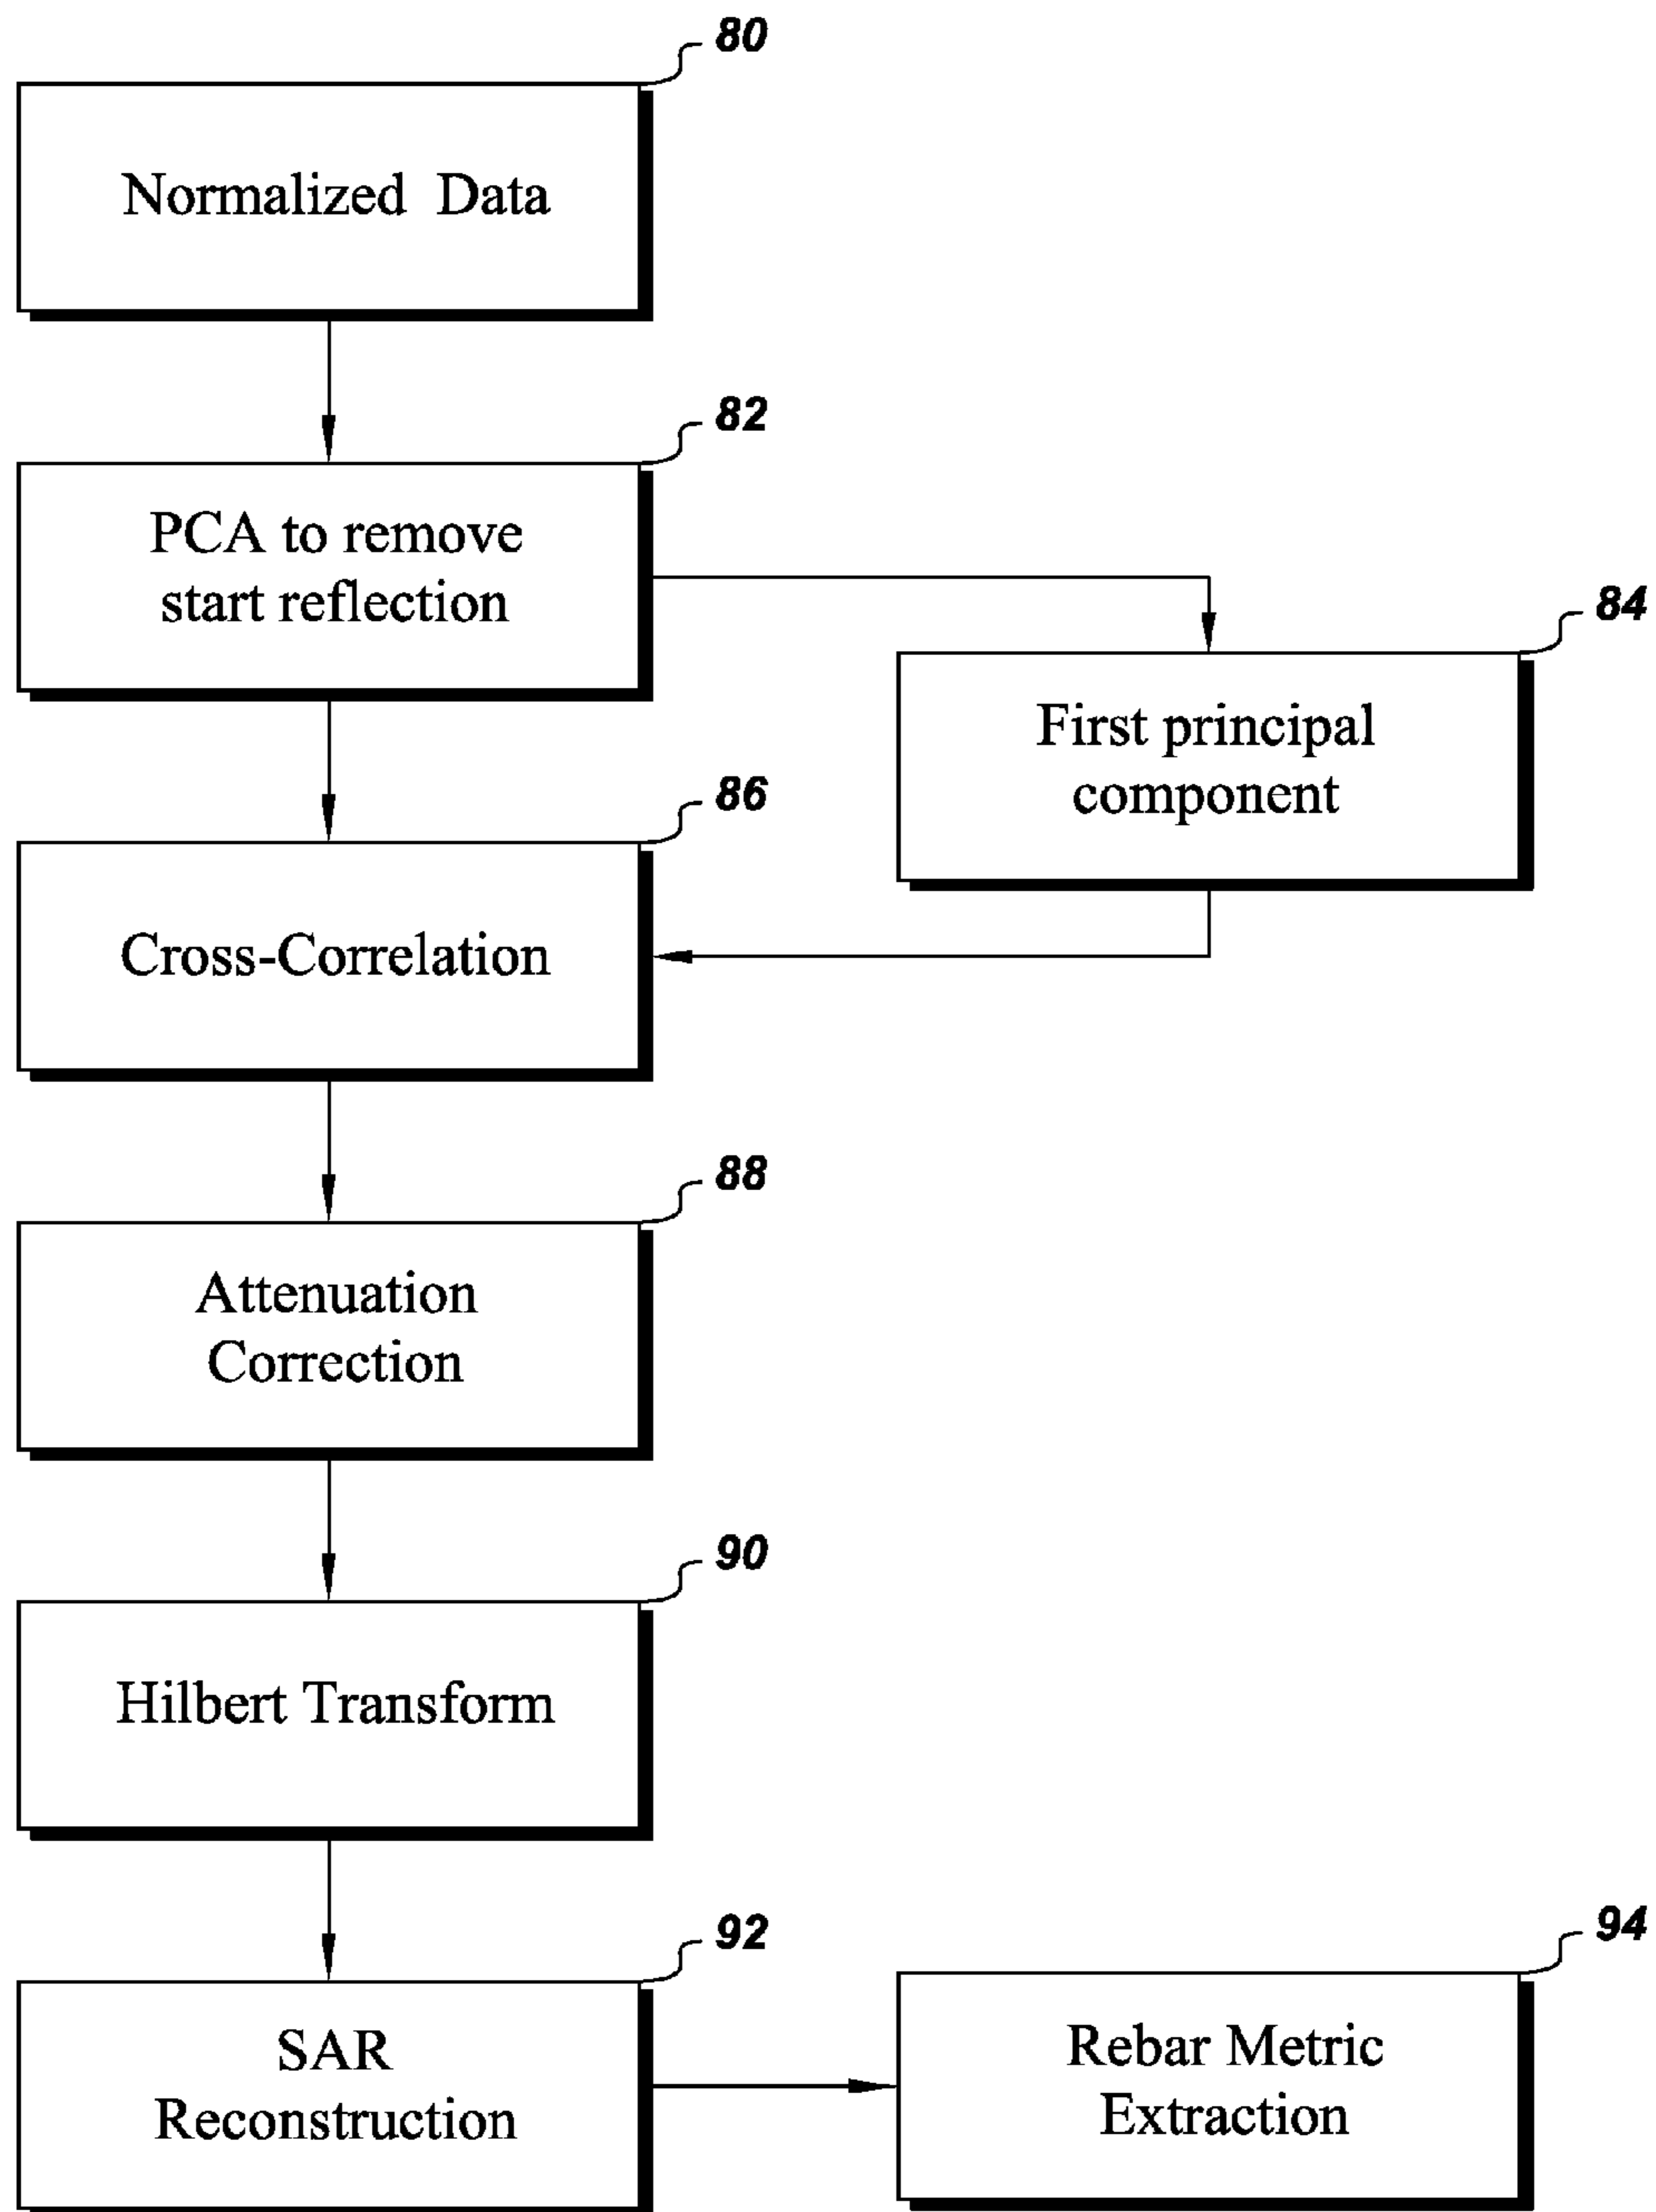 80
Normalized Data
82
PCA to remove
start reflection
84
First principal
component
86
Cross-Correlation
88
Attenuation
Correction
90
Hilbert Transform
92
SAR
Reconstruction
94
Rebar Metric
Extraction